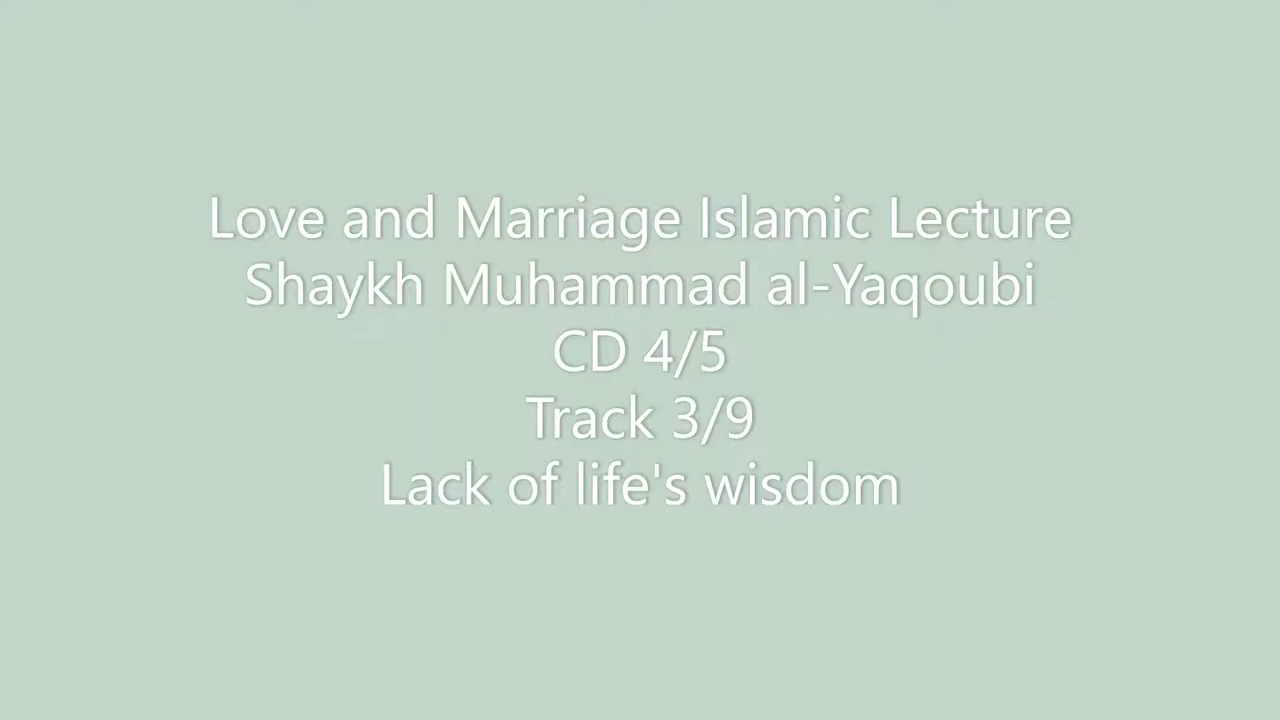 Love and Marriage Islamic Lecture
Shaykh Muhammad al-Yaqoubi
CD 4/5
Track 3/9
Lack of life's wisdom